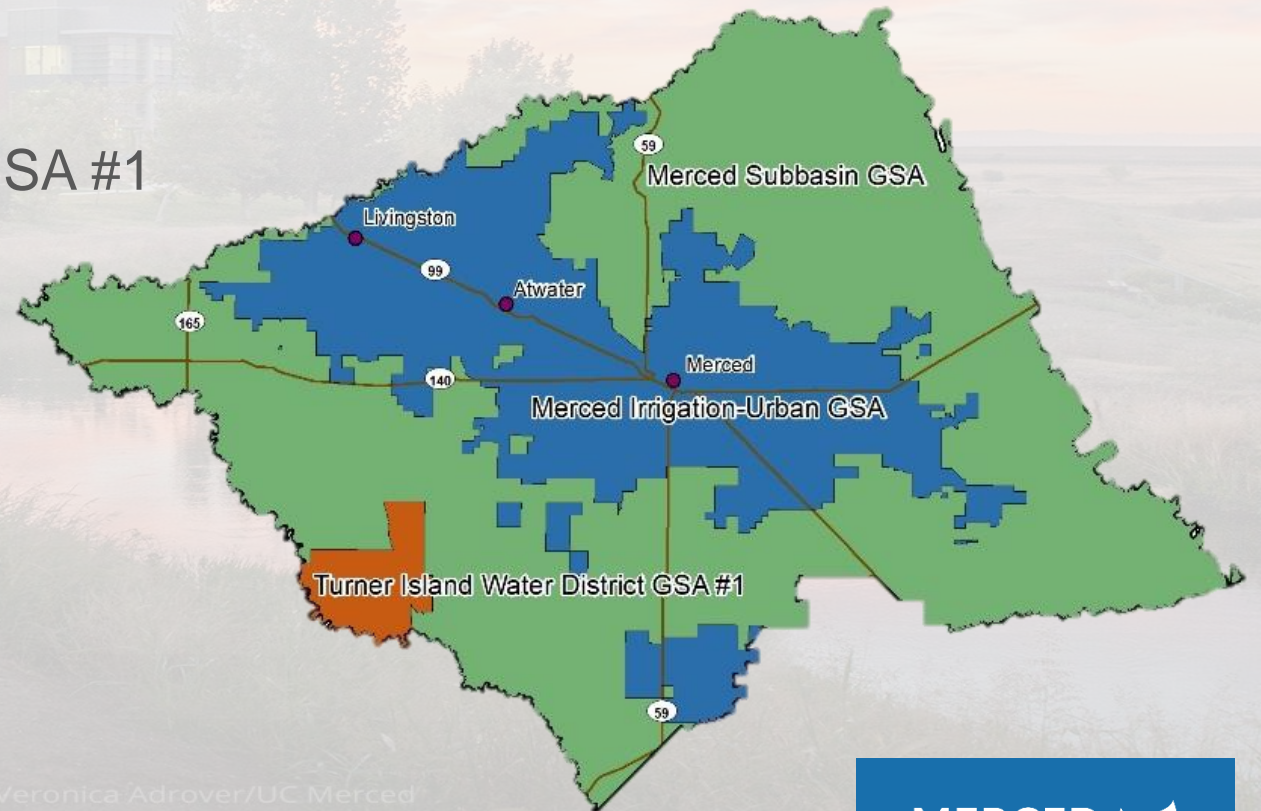 SA #1
59
Merced Subbasin GSA
Livingston
99
Atwater
165
Merced
140
Merced Irrigation-Urban GSA
Turner Island Water District GSA #1
59
Veronica Adrover/UC Merced
MERCED